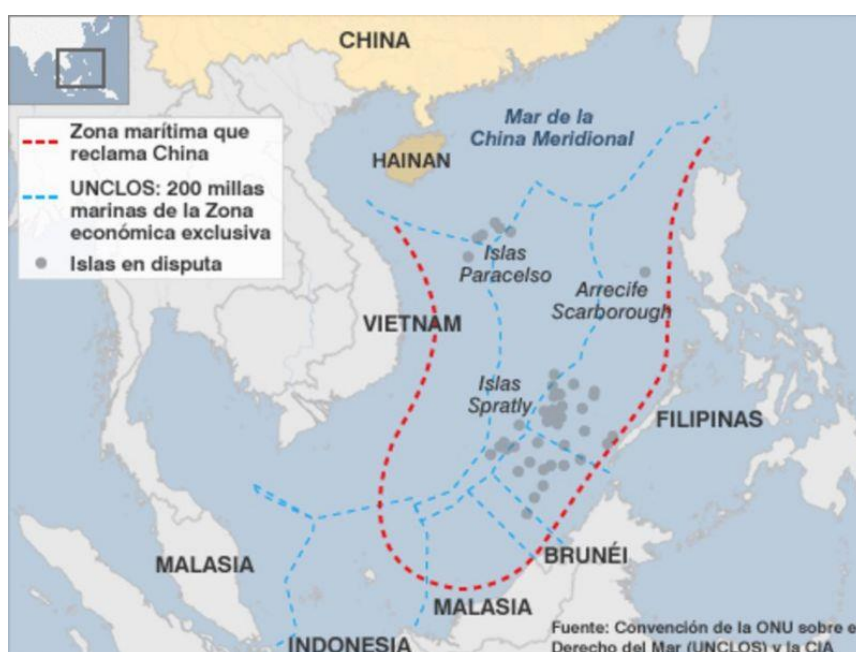 CHINA
Mar de la
China Meridional
HAINAN
Zona marítima que
reclama China
UNCLOS: 200 millas
marinas de la Zona
económica exclusiva
Islas en disputa
Islas
Paracelso
Arrecife
Scarborough
VIETNAM
Islas
Spratly
FILIPINAS
MALASIA
BRUNÉI
MALASIA
INDONESIA
Fuente: Convención de la ONU sobre e
Derecho del Mar (UNCLOS) y la CIA